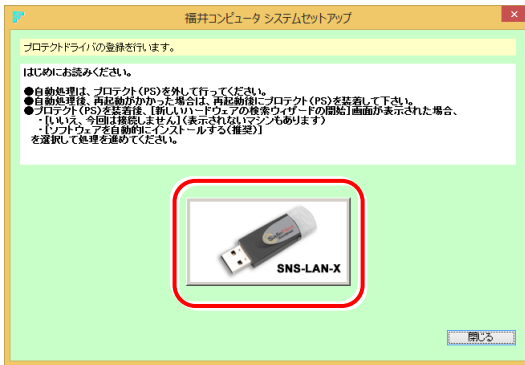 福井コンピュータ システムセットアップ
プロテクトドライバの登録を行います。
はじめにお読みください。
●自動処理は、プロテクト(PS)を外して行ってください。
●自動処理後、再起動がかかった場合は、再起動後にプロテクト(PS)を装着して下さい。
●プロテクト(PS)を装着後、[新しいハードウェアの検索ウィザードの開始]画面が表示された場合、
・[いいえ、今回は接続しません](表示されないマシンもあります)
・[ソフトウェアを自動的にインストールする(推奨)]
を選択して処理を進めてください。
SNS-LAN-X
閉じる